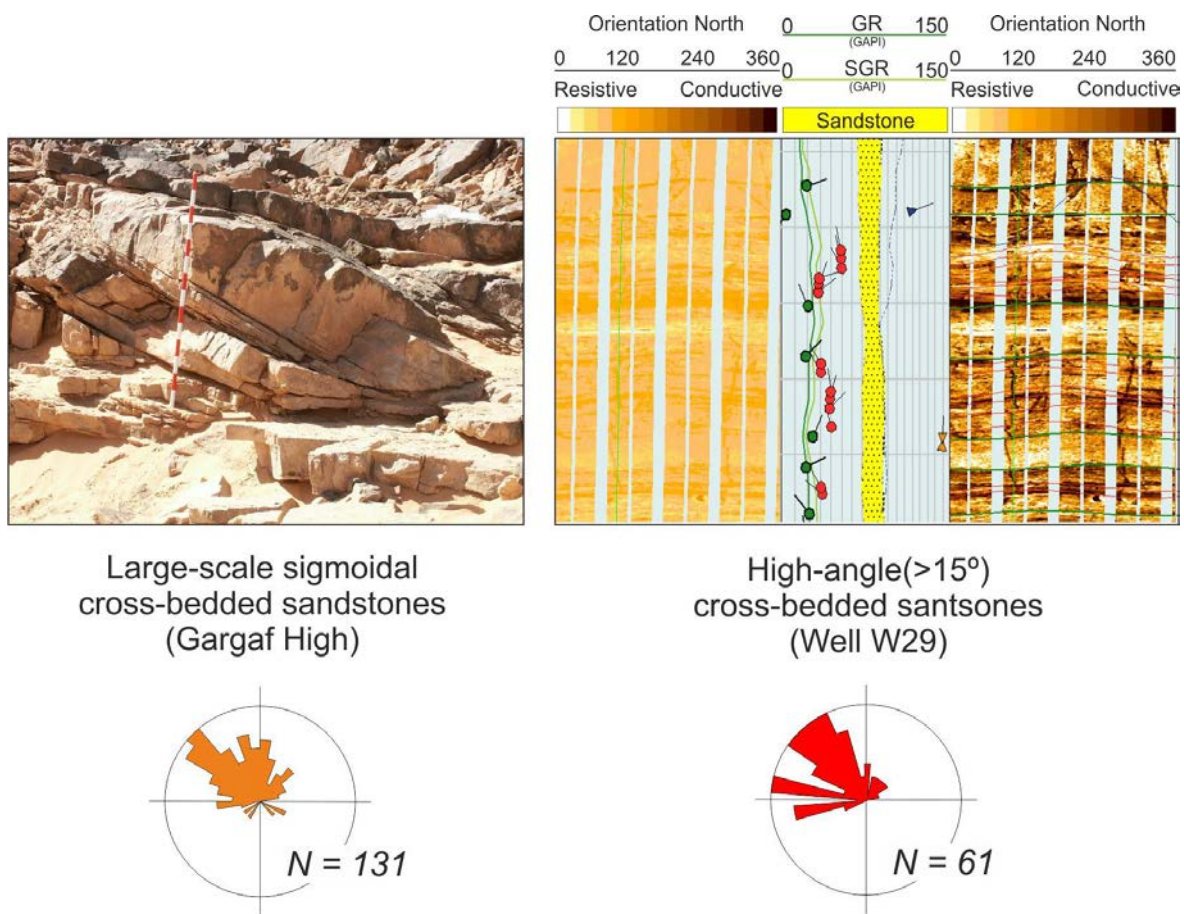 Orientation North
0 120 240 360
Resistive Conductive
0 GR 150
(GAPI)
0 SGR 150
(GAPI)
Sandstone
Orientation North
0 120 240 360
Resistive Conductive
Large-scale sigmoidal
cross-bedded sandstones
(Gargaf High)
High-angle(>15º)
cross-bedded santsones
(Well W29)
N = 131
N = 61